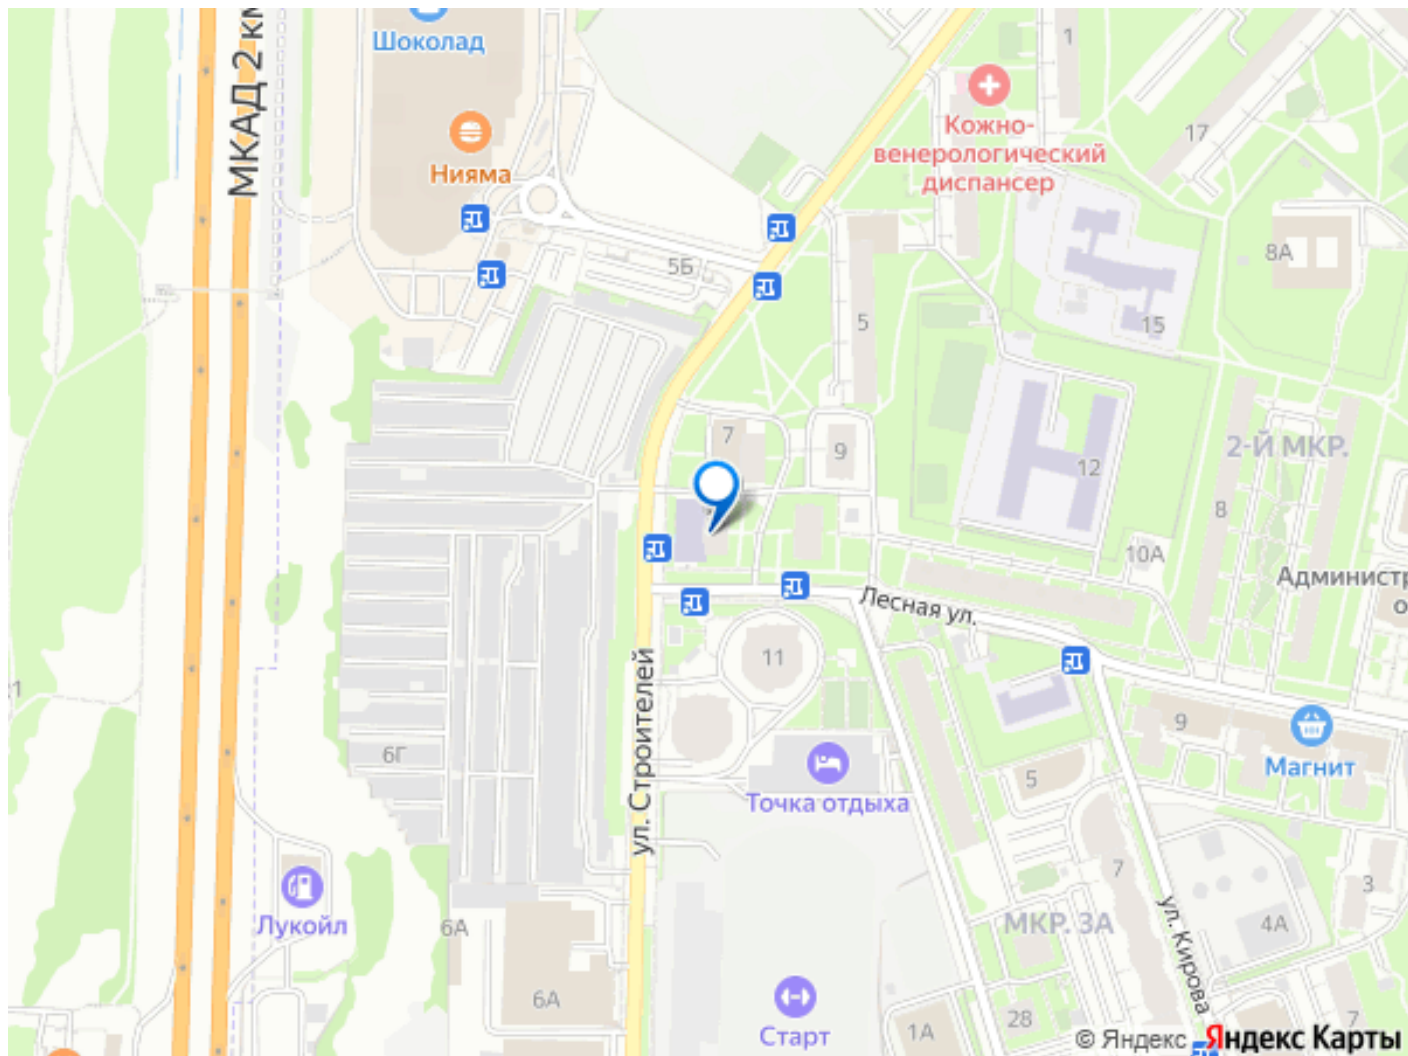 МКАД 2 км
Шоколад
Нияма
1
Кожно-
венерологический
диспансер
17
5Б
8А
15
5
7
9
12
2-Й МКР.
8
10А
Администр
о
Лесная ул.
11
ул. Строителей
9
Магнит
6Г
5
Точка отдыха
7
3
Лукойл
6А
МКР. 3А
ул. Кирова
4А
6А
Старт
1А
28
7
© Яндекс Яндекс Карты